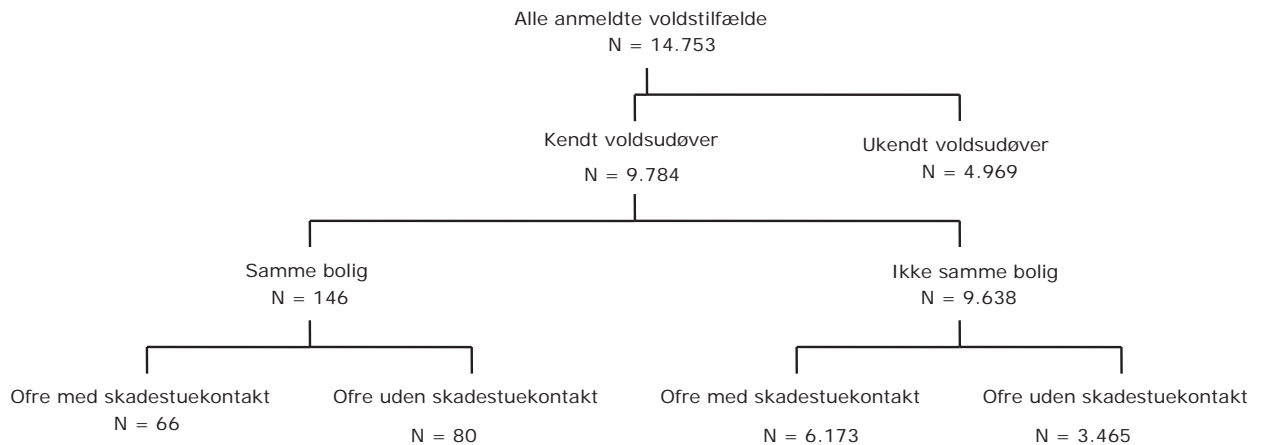 Alle anmeldte voldstilfælde
N = 14.753
Kendt voldsudøver
N = 9.784
Ukendt voldsudøver
N = 4.969
Samme bolig
N = 146
Ikke samme bolig
N = 9.638
Ofre med skadestuekontakt
N = 66
Ofre uden skadestuekontakt
N = 80
Ofre med skadestuekontakt
N = 6.173
Ofre uden skadestuekontakt
N = 3.465